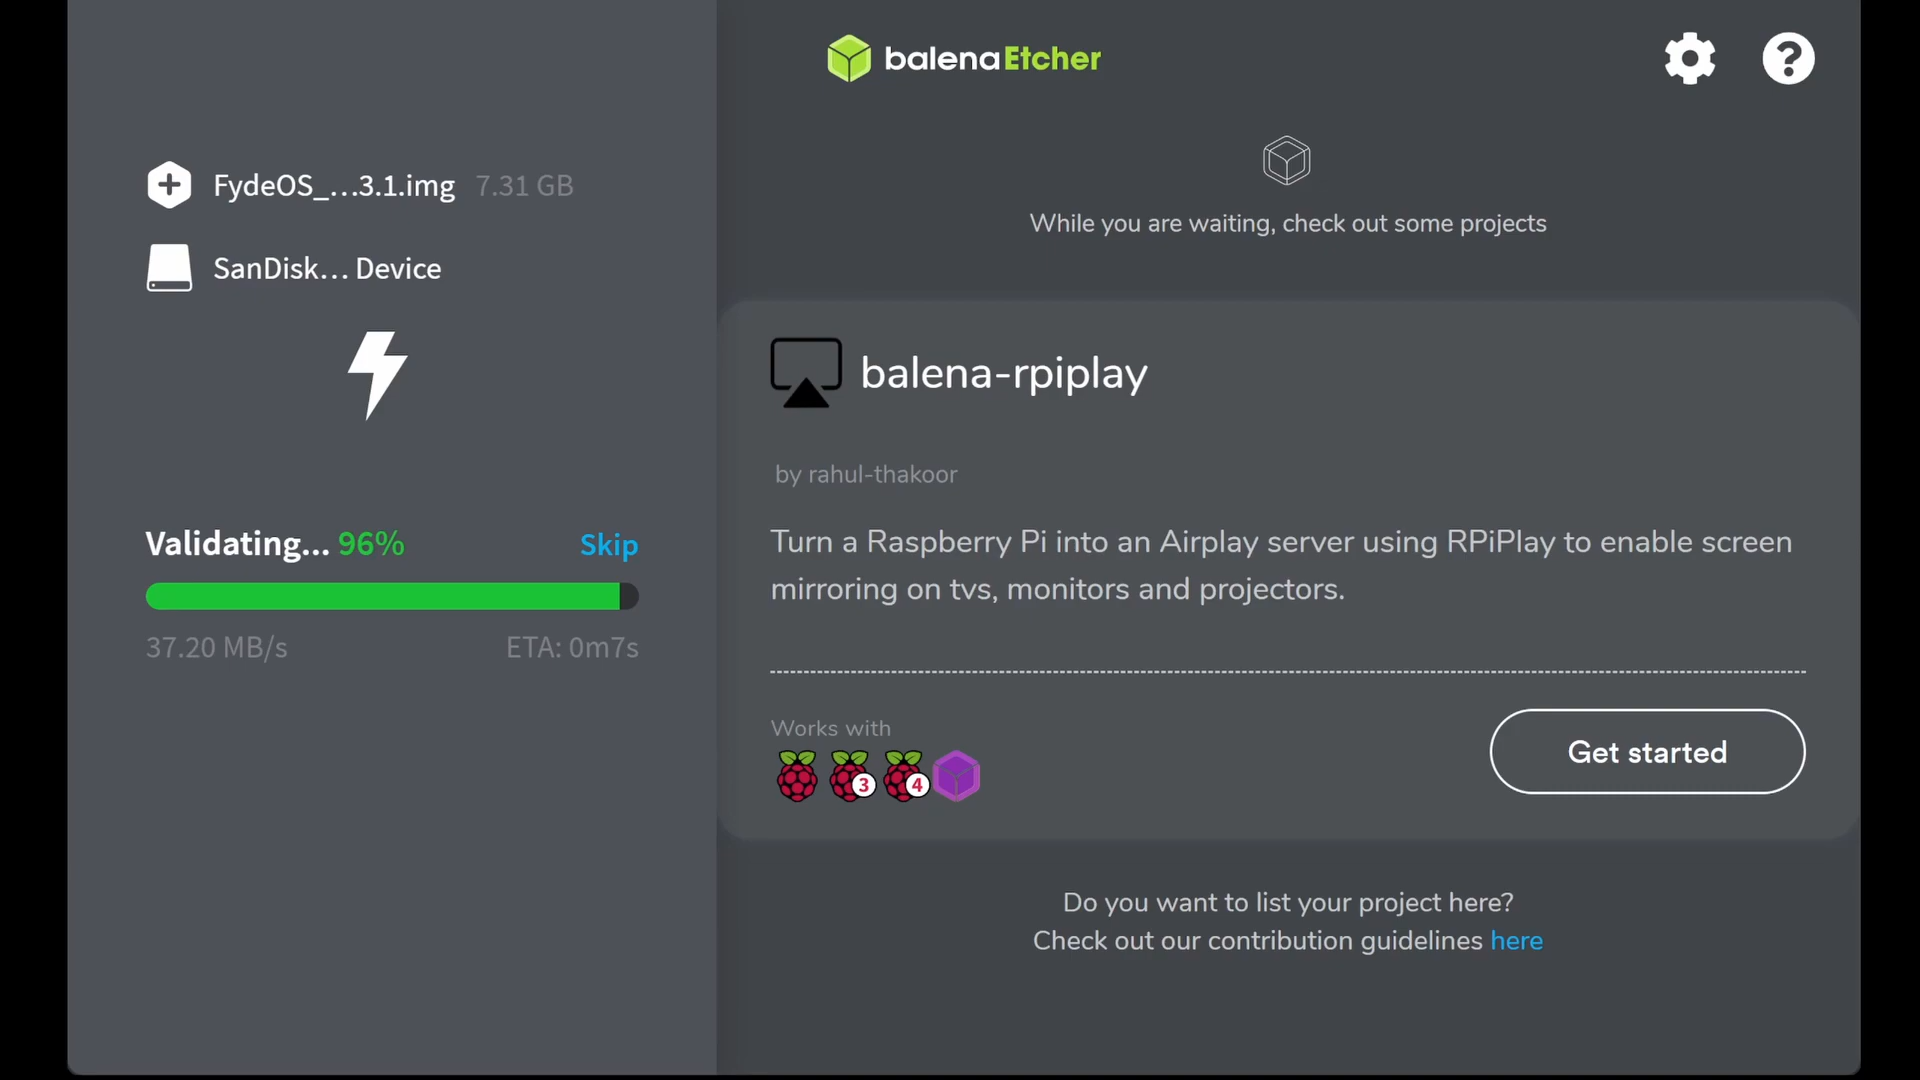 balenaEtcher
FydeOS_...3.1.img 7.31 GB
SanDisk... Device
Validating... 96% Skip
37.20 MB/s ETA: 0m7s
While you are waiting, check out some projects
balena-rpiplay
by rahul-thakoor
Turn a Raspberry Pi into an Airplay server using RPiPlay to enable screen
mirroring on tvs, monitors and projectors.
Works with
3 4
Get started
Do you want to list your project here?
Check out our contribution guidelines here